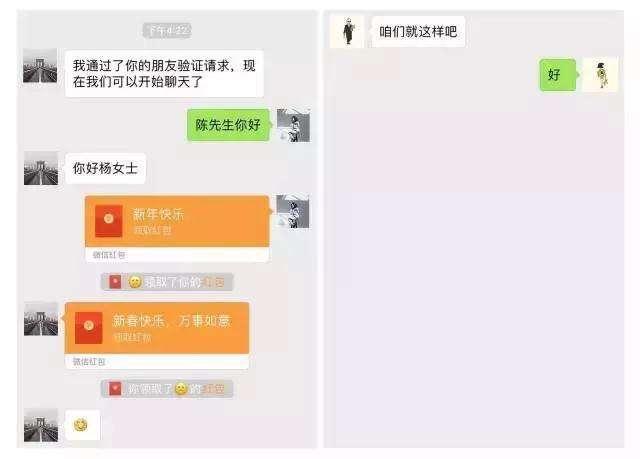 下午4:22
我通过了你的朋友验证请求，现
在我们可以开始聊天了
陈先生你好
你好杨女士
新年快乐
领取红包
微信红包
领取了你的红包
新春快乐，万事如意
领取红包
微信红包
你领取了的红包
咱们就这样吧
好